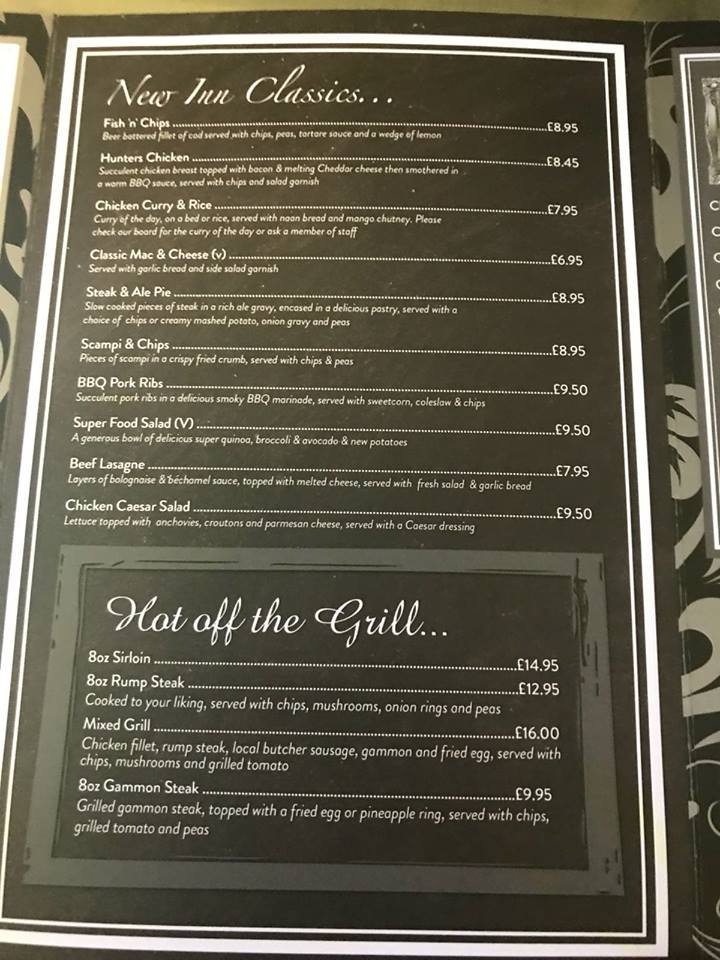 New Inn Classics...
Fish 'n' Chips ... £8.95
Beer battered fillet of cod served with chips, peas, tartare sauce and a wedge of lemon
Hunters Chicken ... £8.45
Succulent chicken breast topped with bacon & melting Cheddar cheese then smothered in
a warm BBQ sauce, served with chips and salad garnish
Chicken Curry & Rice ... £7.95
Curry of the day, on a bed or rice, served with naan bread and mango chutney. Please
check our board for the curry of the day or ask a member of staff
Classic Mac & Cheese (v) ... £6.95
Served with garlic bread and side salad garnish
Steak & Ale Pie ... £8.95
Slow cooked pieces of steak in a rich ale gravy, encased in a delicious pastry, served with a
choice of chips or creamy mashed potato, onion gravy and peas
Scampi & Chips ... £8.95
Pieces of scampi in a crispy fried crumb, served with chips & peas
BBQ Pork Ribs ... £9.50
Succulent pork ribs in a delicious smoky BBQ marinade, served with sweetcorn, coleslaw & chips
Super Food Salad (V) ... £9.50
A generous bowl of delicious super quinoa, broccoli & avocado & new potatoes
Beef Lasagne ... £7.95
Layers of bolognaise & béchamel sauce, topped with melted cheese, served with fresh salad & garlic bread
Chicken Caesar Salad ... £9.50
Lettuce topped with anchovies, croutons and parmesan cheese, served with a Caesar dressing
Hot off the Grill...
8oz Sirloin ... £14.95
8oz Rump Steak ... £12.95
Cooked to your liking, served with chips, mushrooms, onion rings and peas
Mixed Grill ... £16.00
Chicken fillet, rump steak, local butcher sausage, gammon and fried egg, served with
chips, mushrooms and grilled tomato
8oz Gammon Steak ... £9.95
Grilled gammon steak, topped with a fried egg or pineapple ring, served with chips,
grilled tomato and peas